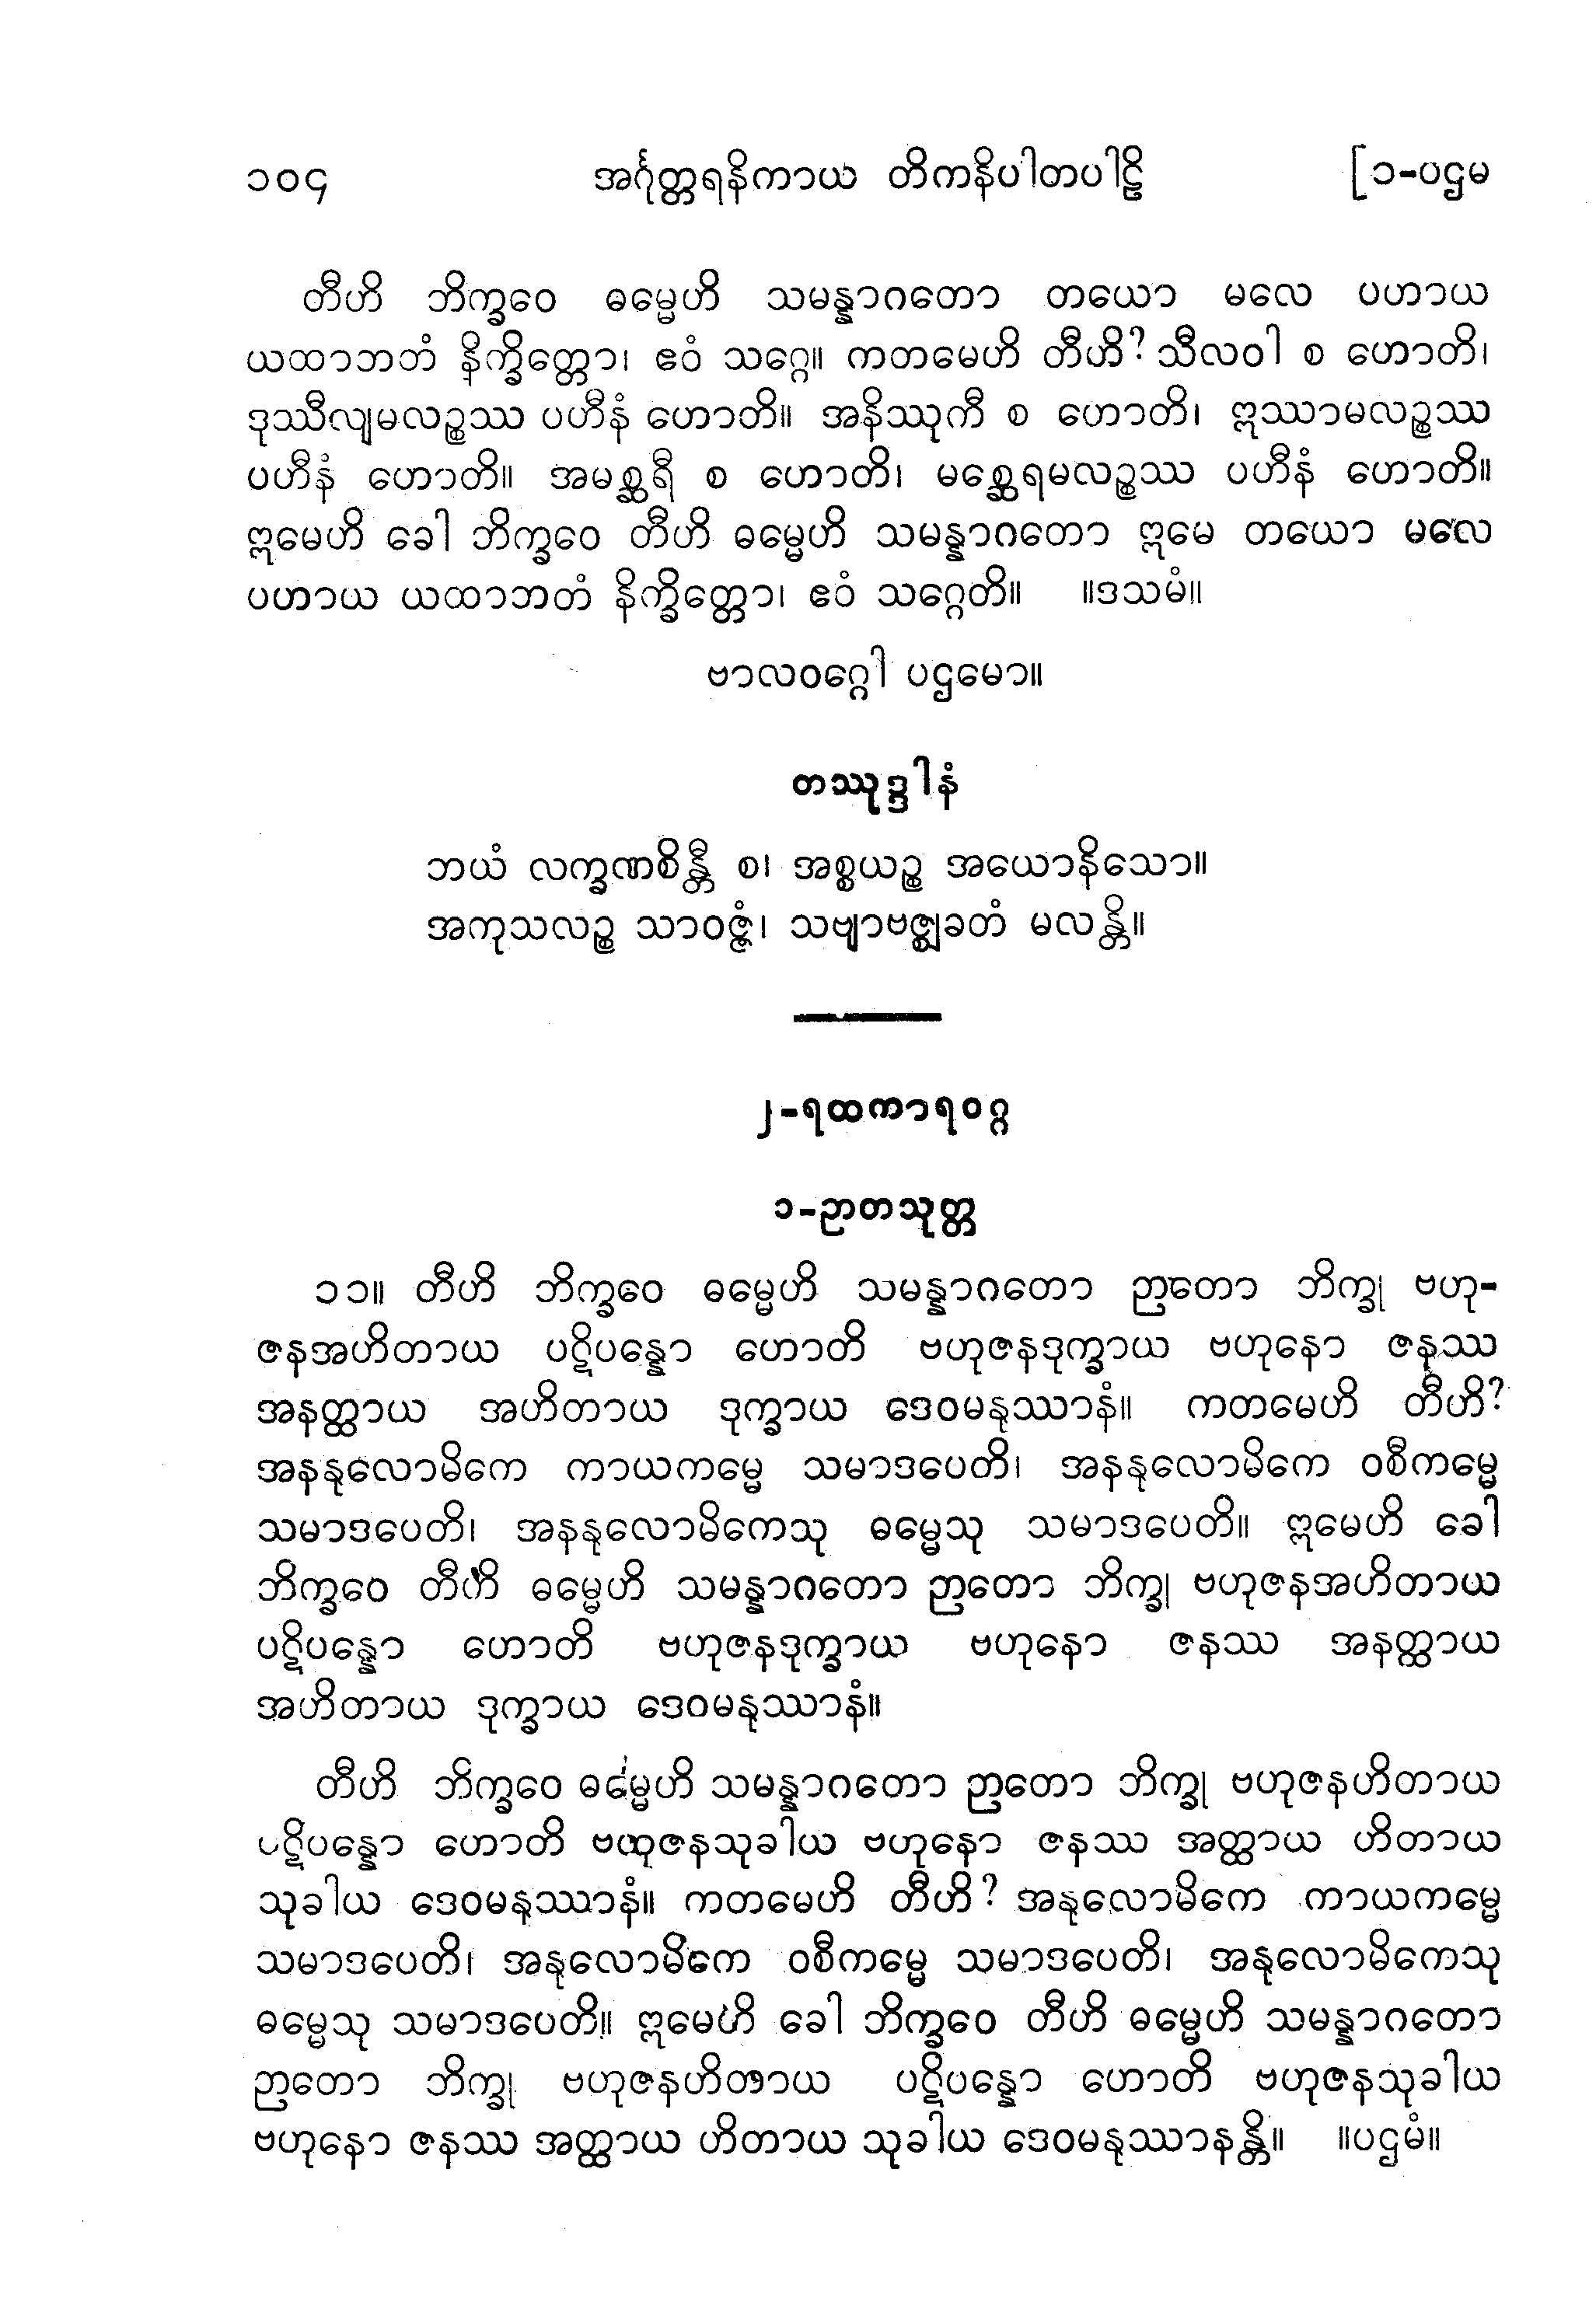 ၁၀၄ အင်္ဂုတ္တရနိကာယ တိကနိပါတပါဠိ [၁-ပဌမ
တီဟိ ဘိက္ခဝေ ဓမ္မေဟိ သမန္နာဂတော တယော မလေ ပဟာယ
ယထာဘတံ နိက္ခိတ္တော၊ ဧဝံ သဂ္ဂေ။ ကတမေဟိ တီဟိ? သီလဝါ စ ဟောတိ၊
ဒုဿီလျမလဉ္စဿ ပဟီနံ ဟောတိ။ အနိဿုကီ စ ဟောတိ၊ ဣဿာမလဉ္စဿ
ပဟီနံ ဟောတိ။ အမစ္ဆရီ စ ဟောတိ၊ မစ္ဆေရမလဉ္စဿ ပဟီနံ ဟောတိ။
ဣမေဟိ ခေါ ဘိက္ခဝေ တီဟိ ဓမ္မေဟိ သမန္နာဂတော ဣမေ တယော မလေ
ပဟာယ ယထာဘတံ နိက္ခိတ္တော၊ ဧဝံ သဂ္ဂေတိ။ ။ဒသမံ။
ဗာလဝဂ္ဂေါ ပဌမော။
တဿုဒ္ဒါနံ
ဘယံ လက္ခဏစိန္တီ စ၊ အစ္စယဉ္စ အယောနိသော။
အကုသလဉ္စ သာဝဇ္ဇံ၊ သဗျာဗဇ္ဈခတံ မလန္တိ။
၂-ရထကာရဝဂ္ဂ
၁-ဉာတသုတ္တ
၁၁။ တီဟိ ဘိက္ခဝေ ဓမ္မေဟိ သမန္နာဂတော ဉာတော ဘိက္ခု ဗဟု-
ဇနအဟိတာယ ပဋိပန္နော ဟောတိ ဗဟုဇနဒုက္ခာယ ဗဟုနော ဇနဿ
အနတ္ထာယ အဟိတာယ ဒုက္ခာယ ဒေဝမနုဿာနံ။ ကတမေဟိ တီဟိ?
အနနုလောမိကေ ကာယကမ္မေ သမာဒပေတိ၊ အနနုလောမိကေ ဝစီကမ္မေ
သမာဒပေတိ၊ အနနုလောမိကေသု ဓမ္မေသု သမာဒပေတိ။ ဣမေဟိ ခေါ
ဘိက္ခဝေ တီဟိ ဓမ္မေဟိ သမန္နာဂတော ဉာတော ဘိက္ခု ဗဟုဇနအဟိတာယ
ပဋိပန္နော ဟောတိ ဗဟုဇနဒုက္ခာယ ဗဟုနော ဇနဿ အနတ္ထာယ
အဟိတာယ ဒုက္ခာယ ဒေဝမနုဿာနံ။
တီဟိ ဘိက္ခဝေ ဓမ္မေဟိ သမန္နာဂတော ဉာတော ဘိက္ခု ဗဟုဇနဟိတာယ
ပဋိပန္နော ဟောတိ ဗဟုဇနသုခါယ ဗဟုနော ဇနဿ အတ္ထာယ ဟိတာယ
သုခါယ ဒေဝမနုဿာနံ။ ကတမေဟိ တီဟိ? အနုလောမိကေ ကာယကမ္မေ
သမာဒပေတိ၊ အနုလောမိကေ ဝစီကမ္မေ သမာဒပေတိ၊ အနုလောမိကေသု
ဓမ္မေသု သမာဒပေတိ။ ဣမေဟိ ခေါ ဘိက္ခဝေ တီဟိ ဓမ္မေဟိ သမန္နာဂတော
ဉာတော ဘိက္ခု ဗဟုဇနဟိတာယ ပဋိပန္နော ဟောတိ ဗဟုဇနသုခါယ
ဗဟုနော ဇနဿ အတ္ထာယ ဟိတာယ သုခါယ ဒေဝမနုဿာနန္တိ။ ။ပဌမံ။